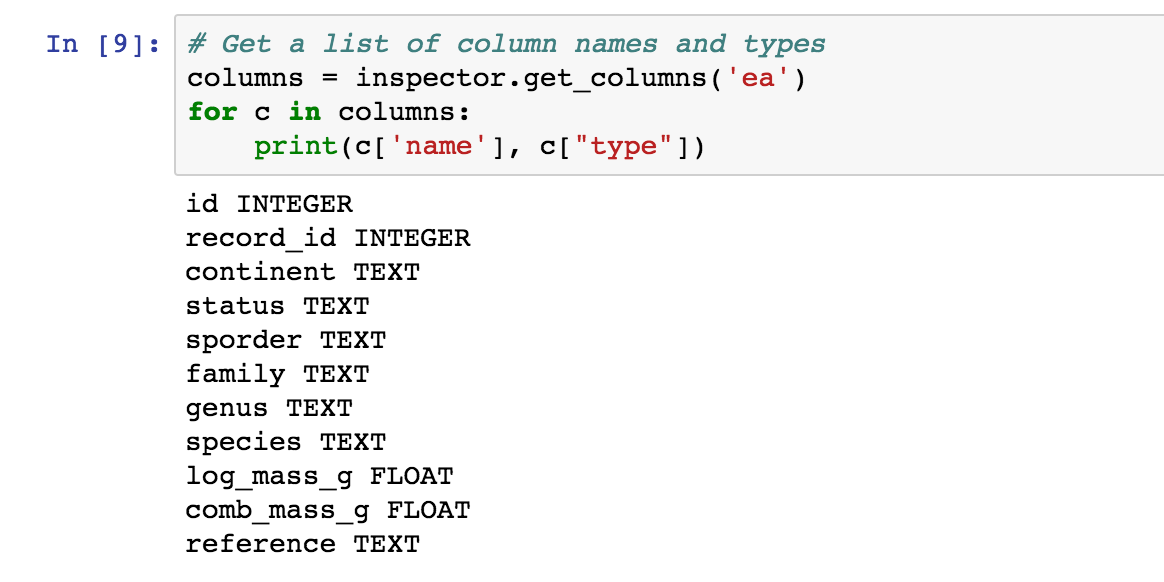 In [9]: # Get a list of column names and types
columns = inspector.get_columns('ea')
for c in columns:
    print(c['name'], c["type"])
id INTEGER
record_id INTEGER
continent TEXT
status TEXT
sporder TEXT
family TEXT
genus TEXT
species TEXT
log_mass_g FLOAT
comb_mass_g FLOAT
reference TEXT